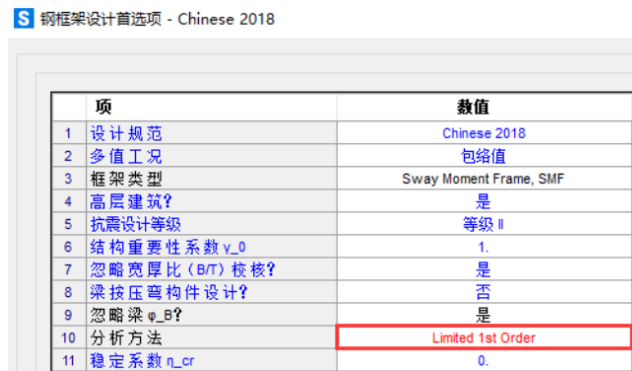 S 钢框架设计首选项 - Chinese 2018
项 数值
1 设计规范 Chinese 2018
2 多值工况 包络值
3 框架类型 Sway Moment Frame, SMF
4 高层建筑? 是
5 抗震设计等级 等级 II
6 结构重要性系数 γ_0 1.
7 忽略宽厚比 (B/T) 校核? 是
8 梁按压弯构件设计? 否
9 忽略梁 φ_B? 是
10 分析方法 Limited 1st Order
11 稳定系数 η_cr 0.